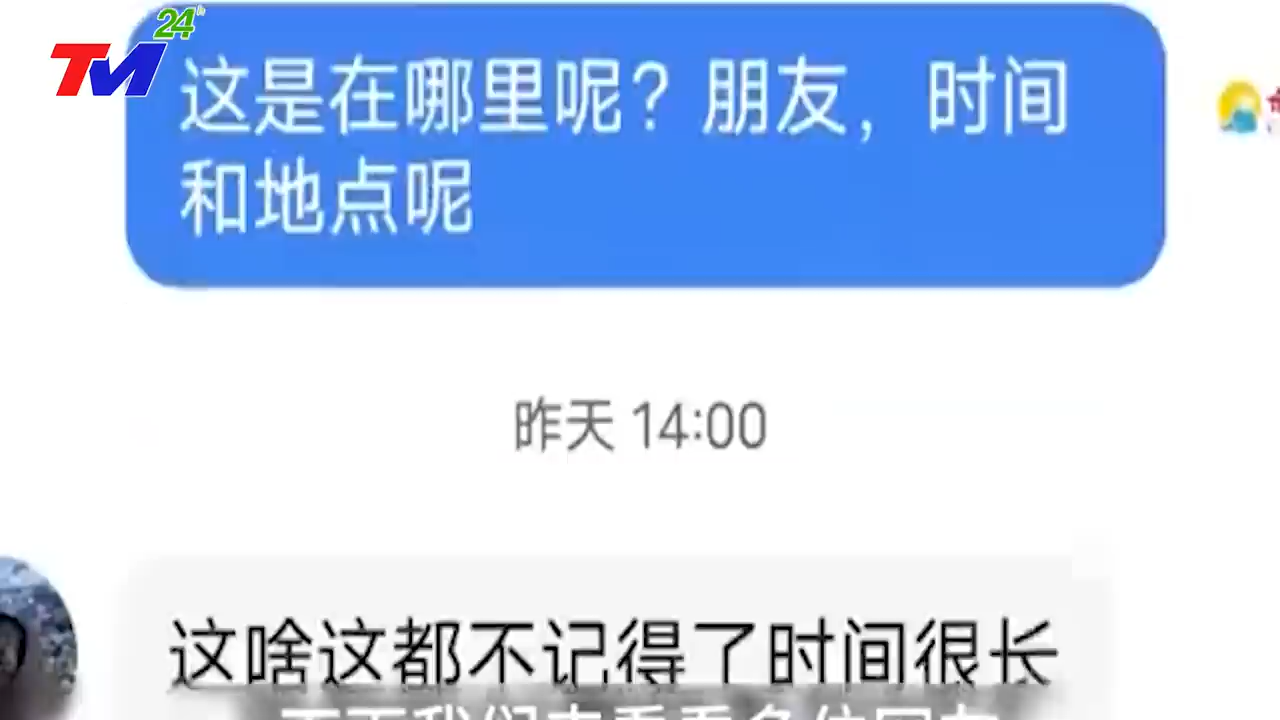 24h
TM
这是在哪里呢？朋友，时间
和地点呢
昨天 14:00
这啥这都不记得了时间很长